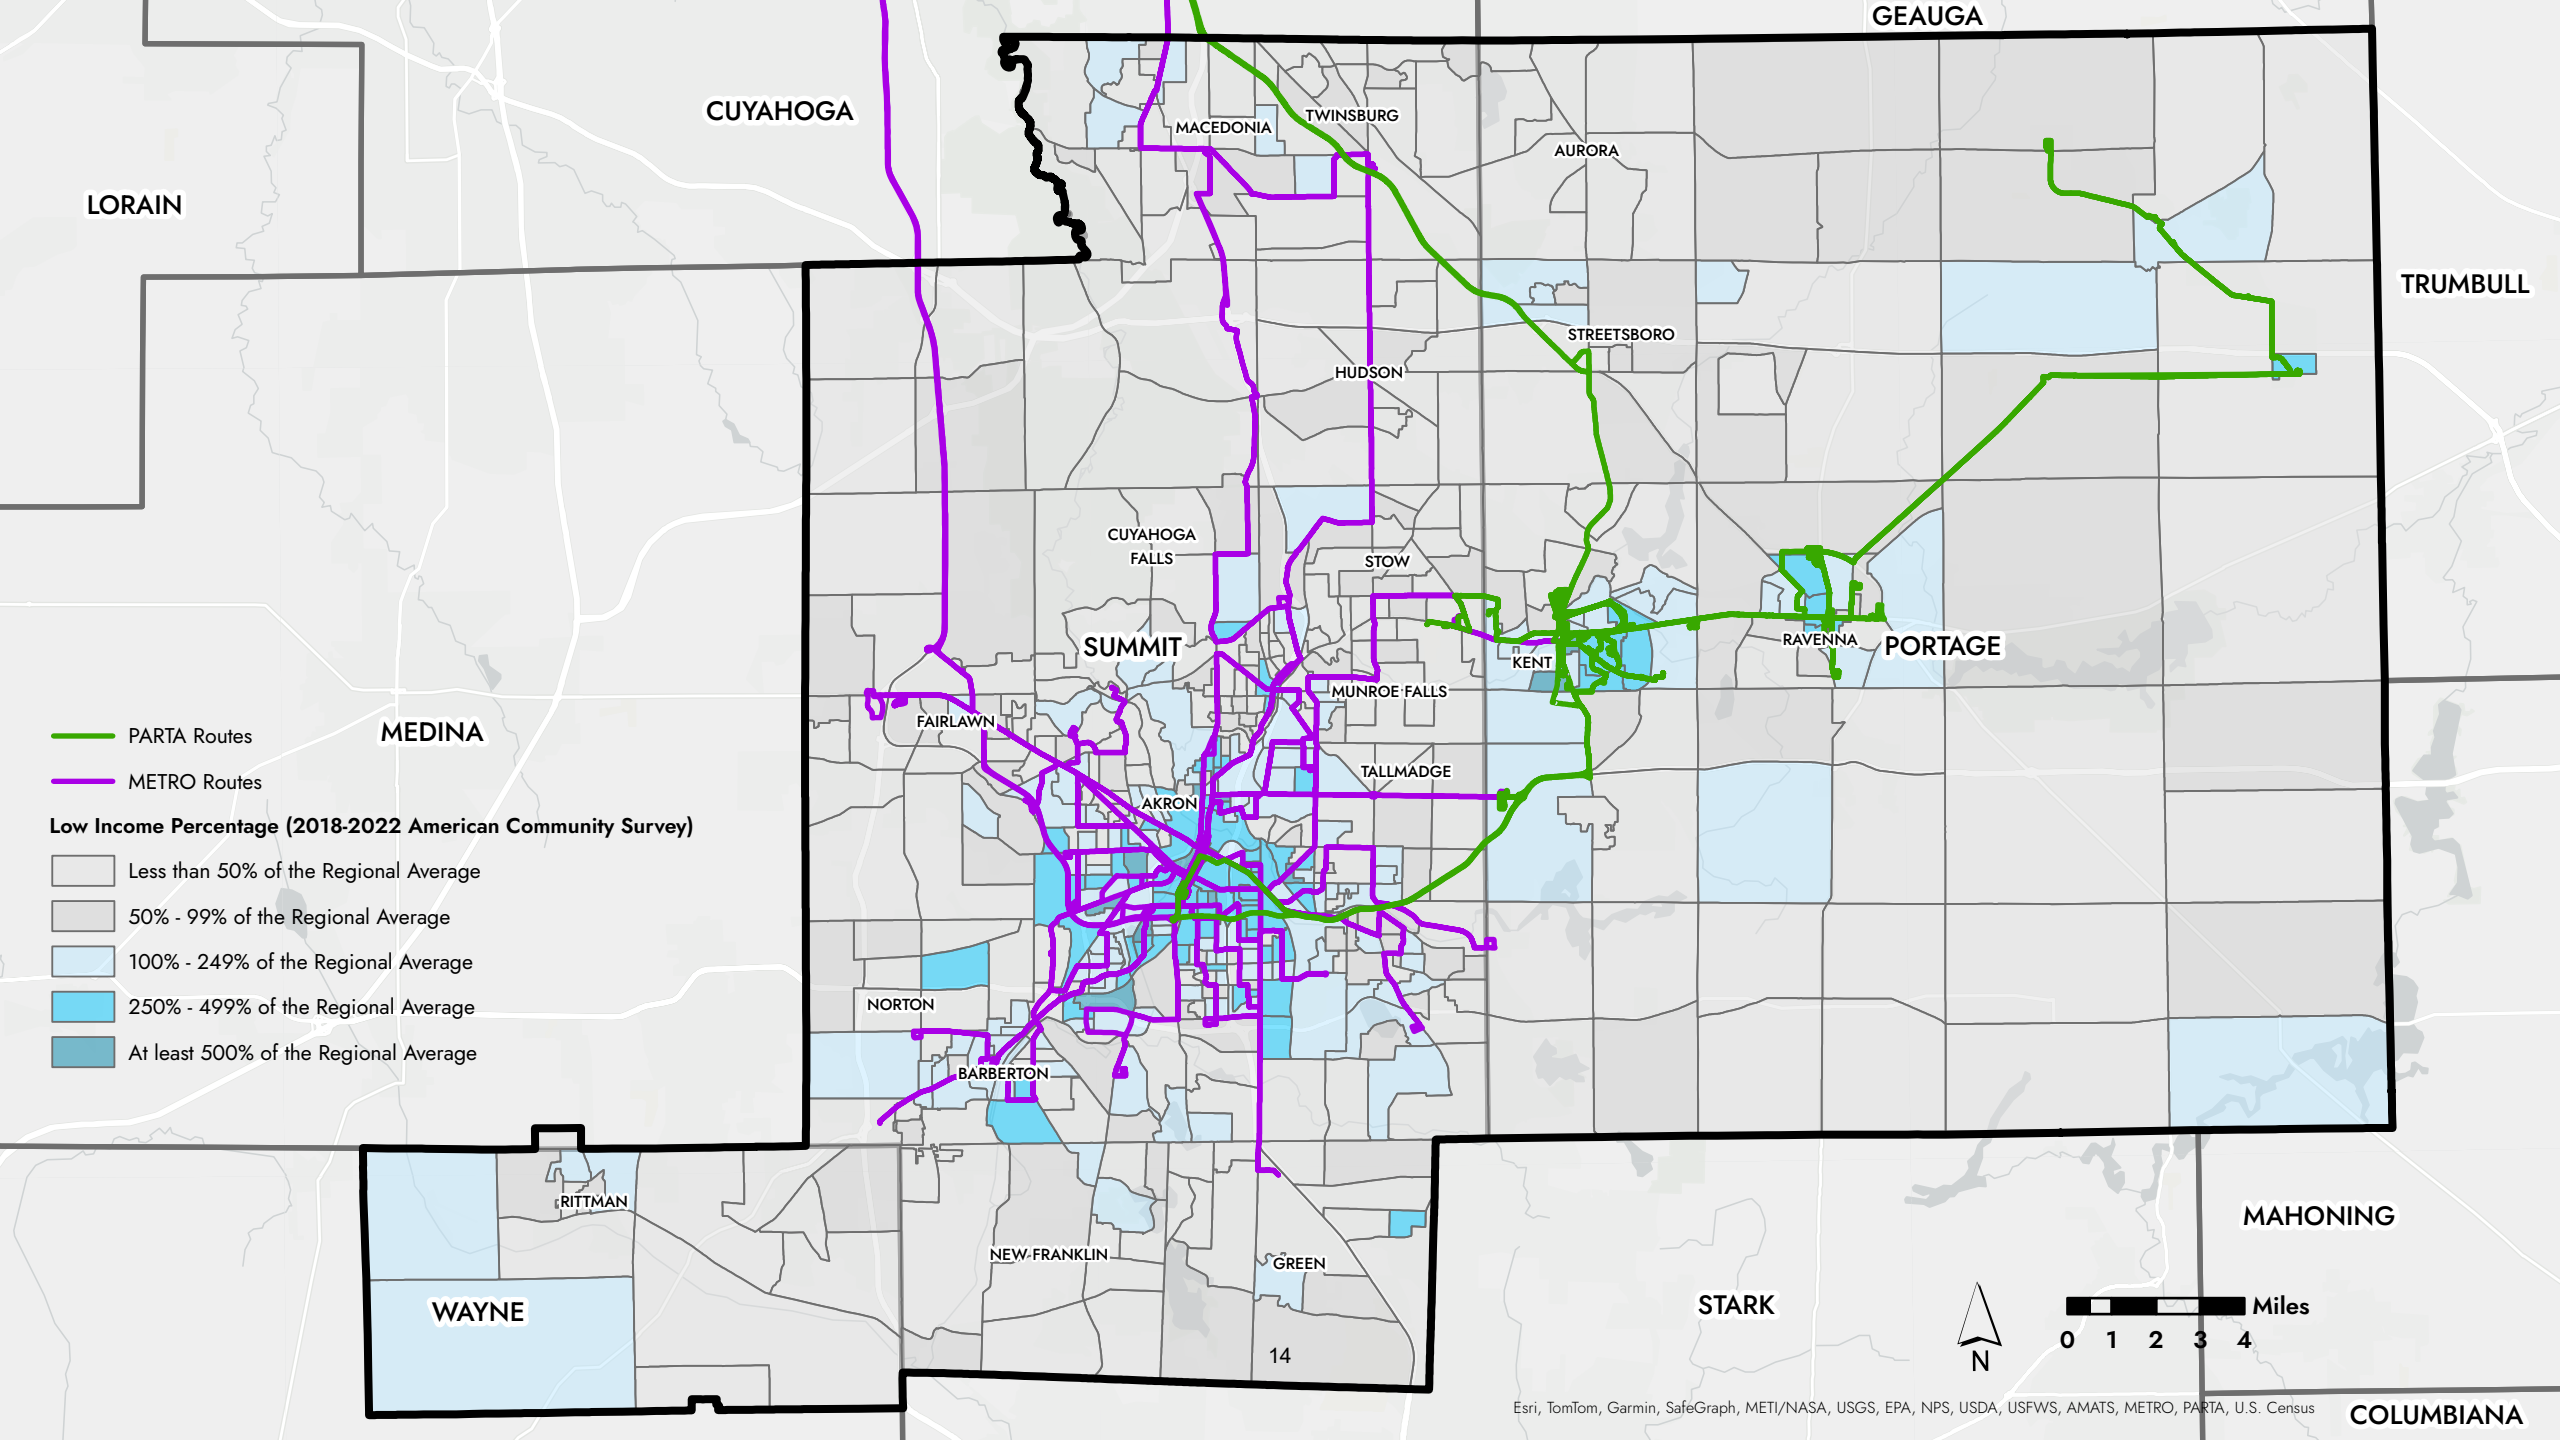 GEAUGA
CUYAHOGA
TWINSBURG
MACEDONIA
AURORA
LORAIN
TRUMBULL
STREETSBORO
HUDSON
CUYAHOGA
FALLS
STOW
SUMMIT
RAVENNA
PORTAGE
KENT
MUNROE FALLS
FAIRLAWN
MEDINA
TALLMADGE
AKRON
NORTON
BARBERTON
PARTA Routes
METRO Routes
Low Income Percentage (2018-2022 American Community Survey)
Less than 50% of the Regional Average
50% - 99% of the Regional Average
100% - 249% of the Regional Average
250% - 499% of the Regional Average
At least 500% of the Regional Average
RITTMAN
MAHONING
NEW FRANKLIN
GREEN
WAYNE
STARK
Miles
0 1 2 3 4
N
14
Esri, TomTom, Garmin, SafeGraph, METI/NASA, USGS, EPA, NPS, USDA, USFWS, AMATS, METRO, PARTA, U.S. Census
COLUMBIANA